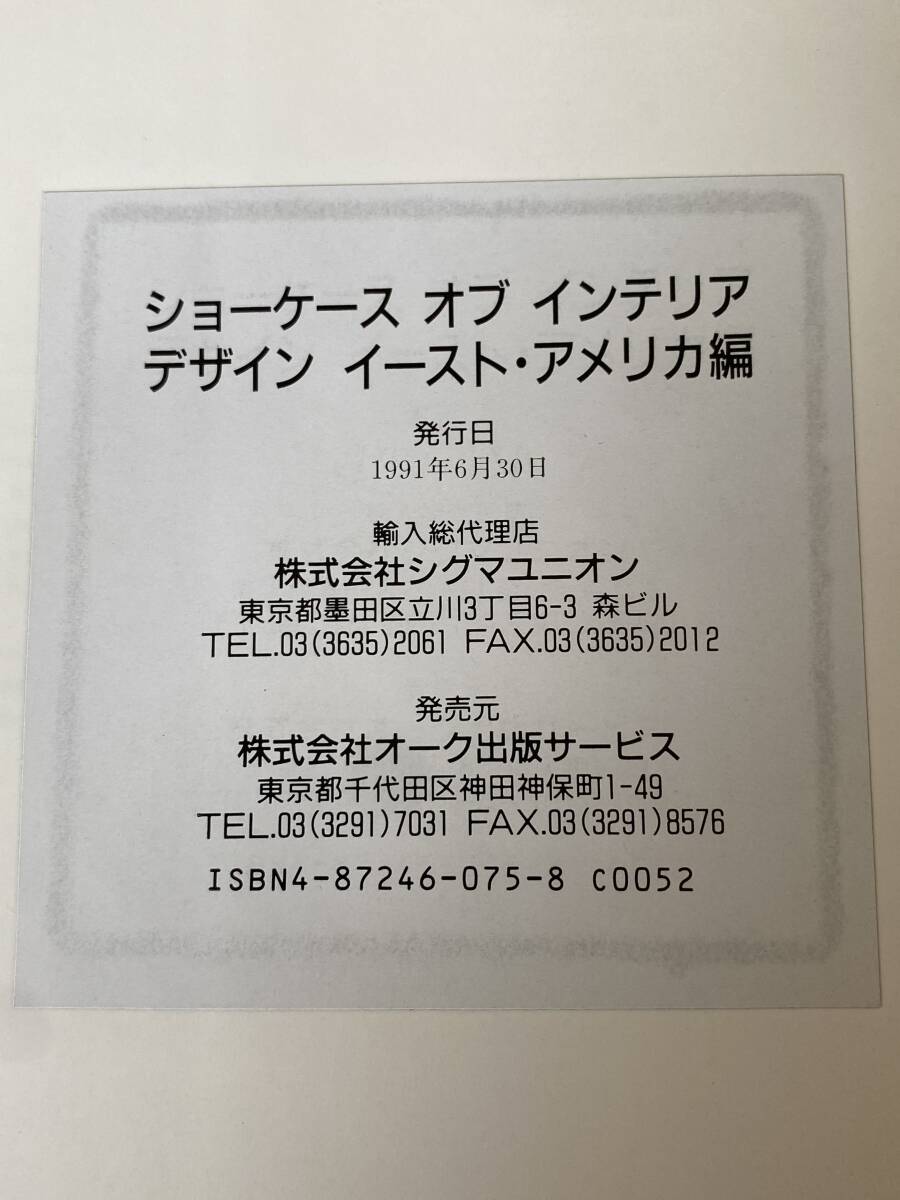 ショーケース オブ インテリア
デザイン イースト・アメリカ編
発行日
1991年6月30日
輸入総代理店
株式会社シグマユニオン
東京都墨田区立川3丁目6-3 森ビル
TEL.03(3635)2061 FAX.03(3635)2012
発売元
株式会社オーク出版サービス
東京都千代田区神田神保町1-49
TEL.03(3291)7031 FAX.03(3291)8576
ISBN4-87246-075-8 C0052